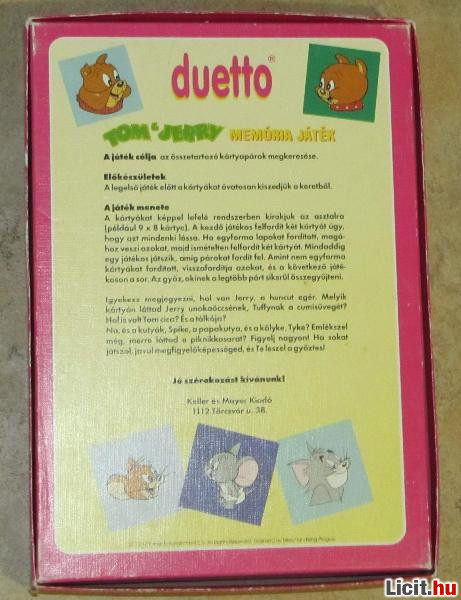 duetto®
TOM & JERRY MEMÓRIA JÁTÉK
A játék célja az összetartozó kártyapárok megkeresése.
Előkészületek
A legelső játék előtt a kártyákat óvatosan kiszedjük a keretből.
A játék menete
A kártyákat képpel lefelé rendszerben kirakjuk az asztalra
(például 9 x 8 kártya). A kezdő játékos felfordít két kártyát úgy,
hogy azt mindenki lássa. Ha egyforma lapokat fordított, magá-
hoz veszi azokat, majd ismételten felfordít két kártyát. Mindaddig
egy játékos játszik, amíg párokat fordít fel. Amint nem egyforma
kártyákat fordított, visszafordítja azokat, és a következő játé-
koson a sor. Az győz, akinek a legtöbb párt sikerül összegyűjteni.
Igyekezz megjegyezni, hol van Jerry, a huncut egér. Melyik
kártyán láttad Jerry unokaöccsének, Tuffynak a cumisüvegét?
Hol is volt Tom cica? És a tálkája?
No, és a kutyák, Spike, a papakutya, és a kölyke, Tyke? Emlékszel
még, merre láttad a piknikkosarat? Figyelj nagyon! Ha sokat
játszol, javul megfigyelőképességed, és Te leszel a győztes!
Jó szórakozást kívánunk!
Keller és Mayer Kiadó
1112 Törcsvár u. 38.
Licit.hu